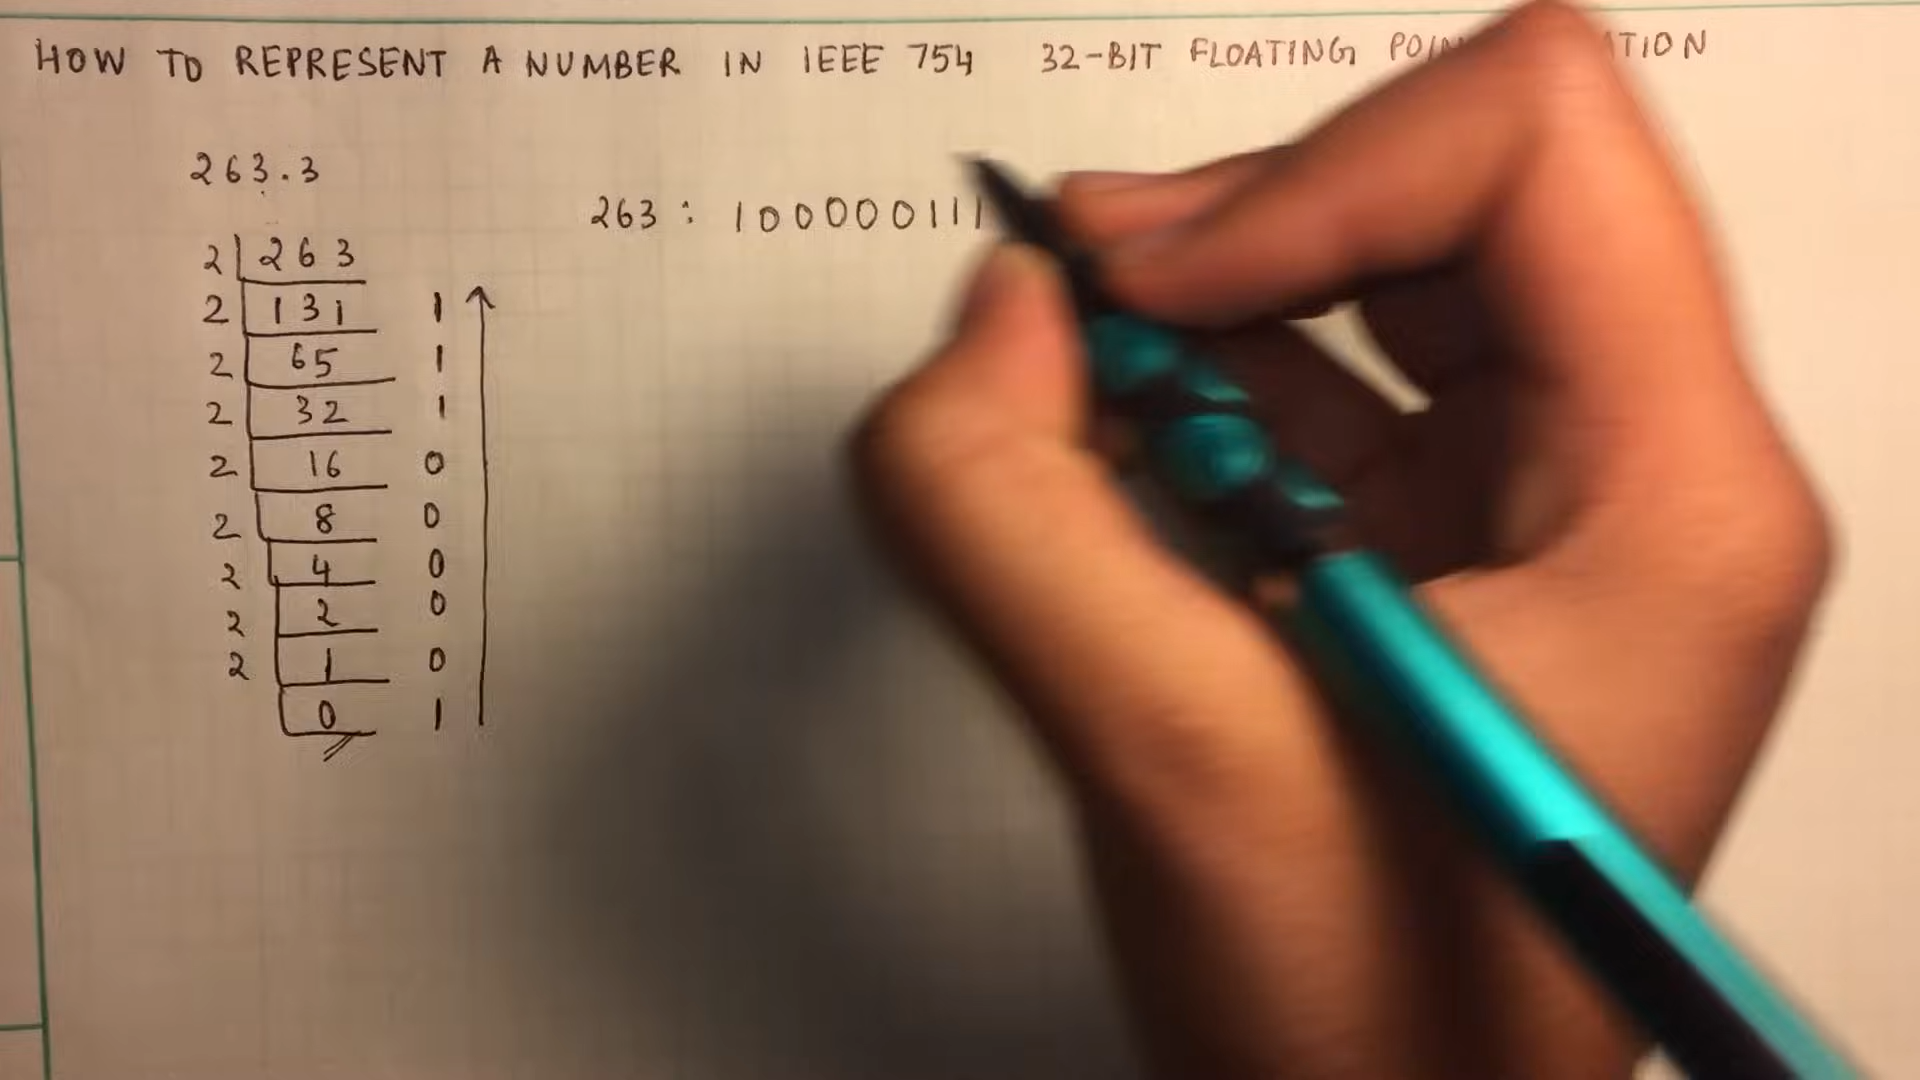 HOW TO REPRESENT A NUMBER IN IEEE 754 32-BIT FLOATING
263.3
263 : 100000111
2 263
2 131 1
2 65 1
2 32 1
2 16 0
2 8 0
2 4 0
2 2 0
2 1 0
0 1